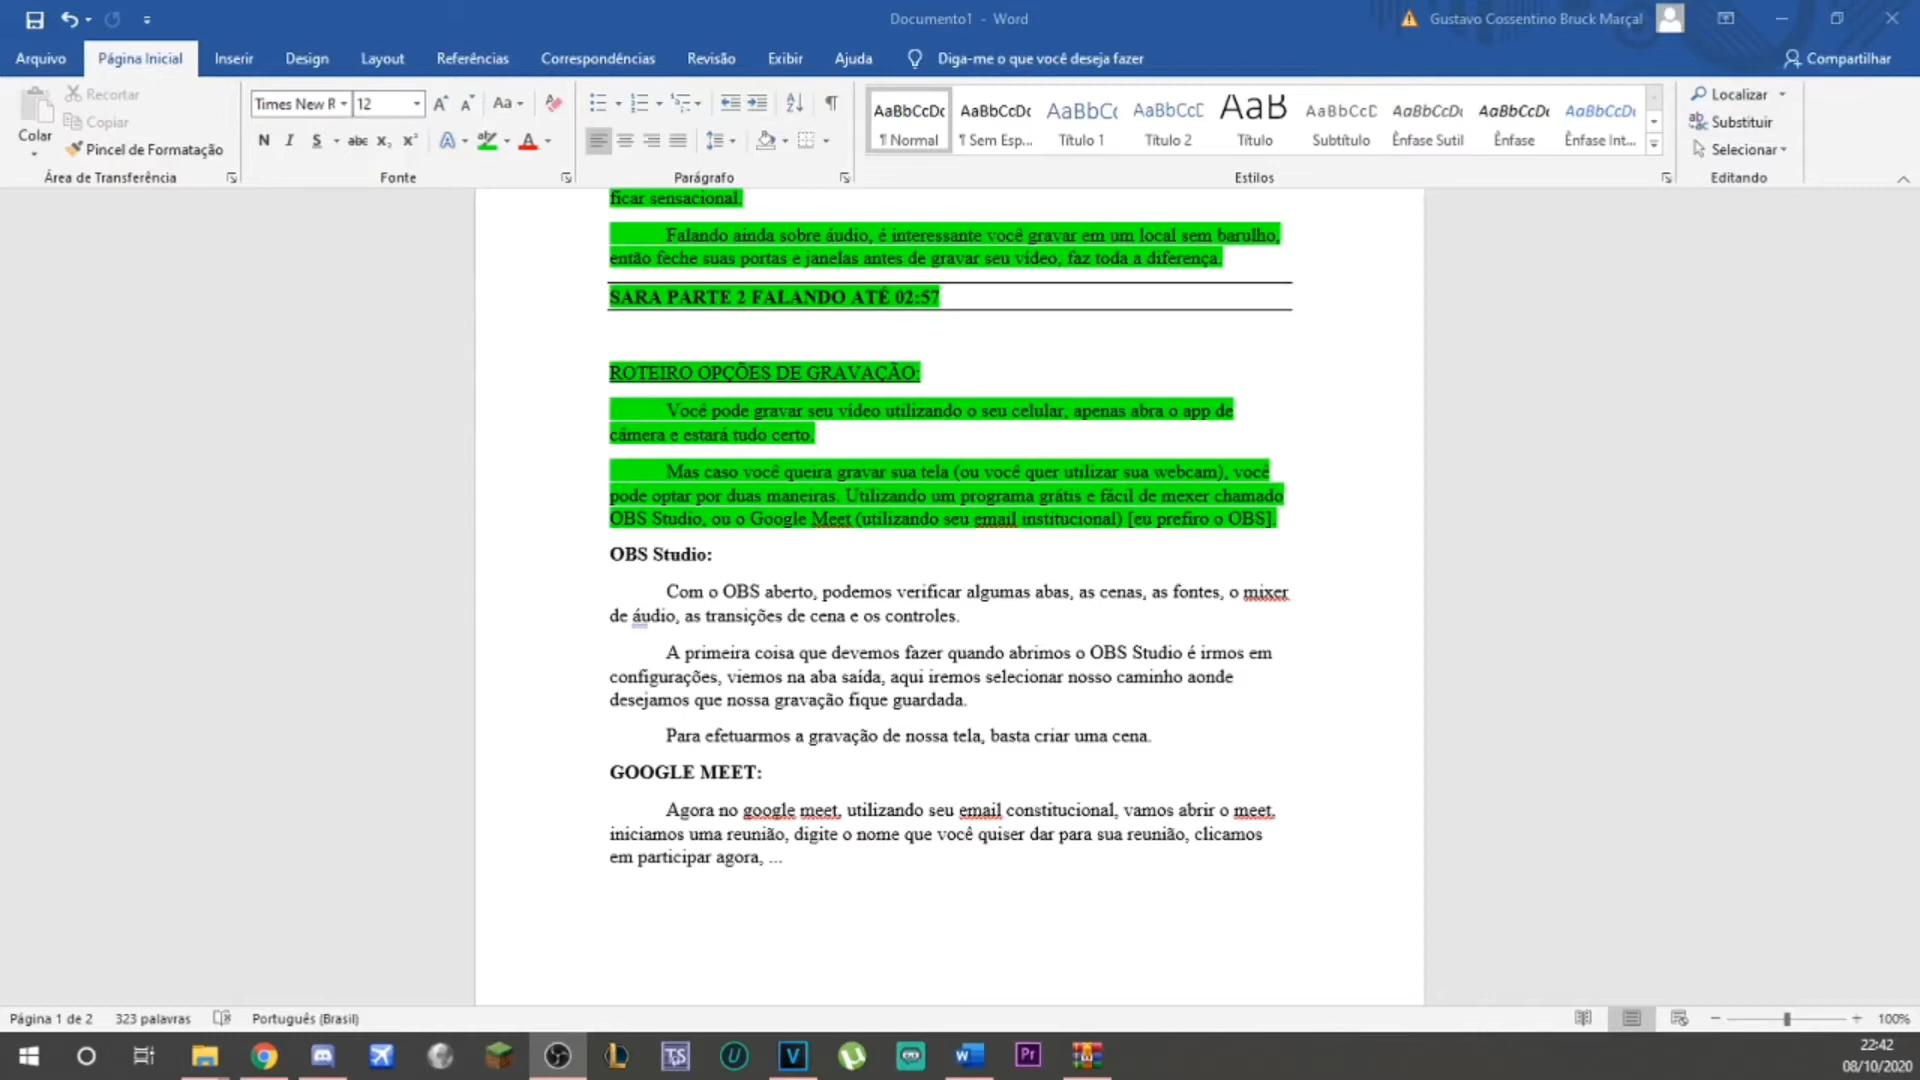 Documento1 - Word
Gustavo Cossentino Bruck Marçal
Arquivo
Página Inicial
Inserir
Design
Layout
Referências
Correspondências
Revisão
Exibir
Ajuda
Diga-me o que você deseja fazer
Compartilhar
Colar
Recortar
Copiar
Pincel de Formatação
Área de Transferência
Times New R
12
Aa
N I S abc x₂ x²
Fonte
Parágrafo
AaBbCcDc
¶ Normal
AaBbCcDc
¶ Sem Esp...
AaBbCc
Título 1
AaBbCcD
Título 2
AaB
Título
AaBbCcD
Subtítulo
AaBbCcDc
Ênfase Sutil
AaBbCcDc
Ênfase
AaBbCcDc
Ênfase Int...
Estilos
Localizar
Substituir
Selecionar
Editando
ficar sensacional.
Falando ainda sobre áudio, é interessante você gravar em um local sem barulho,
então feche suas portas e janelas antes de gravar seu vídeo, faz toda a diferença.
SARA PARTE 2 FALANDO ATÉ 02:57
ROTEIRO OPÇÕES DE GRAVAÇÃO:
Você pode gravar seu vídeo utilizando o seu celular, apenas abra o app de
câmera e estará tudo certo.
Mas caso você queira gravar sua tela (ou você quer utilizar sua webcam), você
pode optar por duas maneiras. Utilizando um programa grátis e fácil de mexer chamado
OBS Studio, ou o Google Meet (utilizando seu email institucional) [eu prefiro o OBS].
OBS Studio:
Com o OBS aberto, podemos verificar algumas abas, as cenas, as fontes, o mixer
de áudio, as transições de cena e os controles.
A primeira coisa que devemos fazer quando abrimos o OBS Studio é irmos em
configurações, viemos na aba saída, aqui iremos selecionar nosso caminho aonde
desejamos que nossa gravação fique guardada.
Para efetuarmos a gravação de nossa tela, basta criar uma cena.
GOOGLE MEET:
Agora no google meet, utilizando seu email constitucional, vamos abrir o meet,
iniciamos uma reunião, digite o nome que você quiser dar para sua reunião, clicamos
em participar agora, ...
Página 1 de 2
323 palavras
Português (Brasil)
100%
22:42
08/10/2020